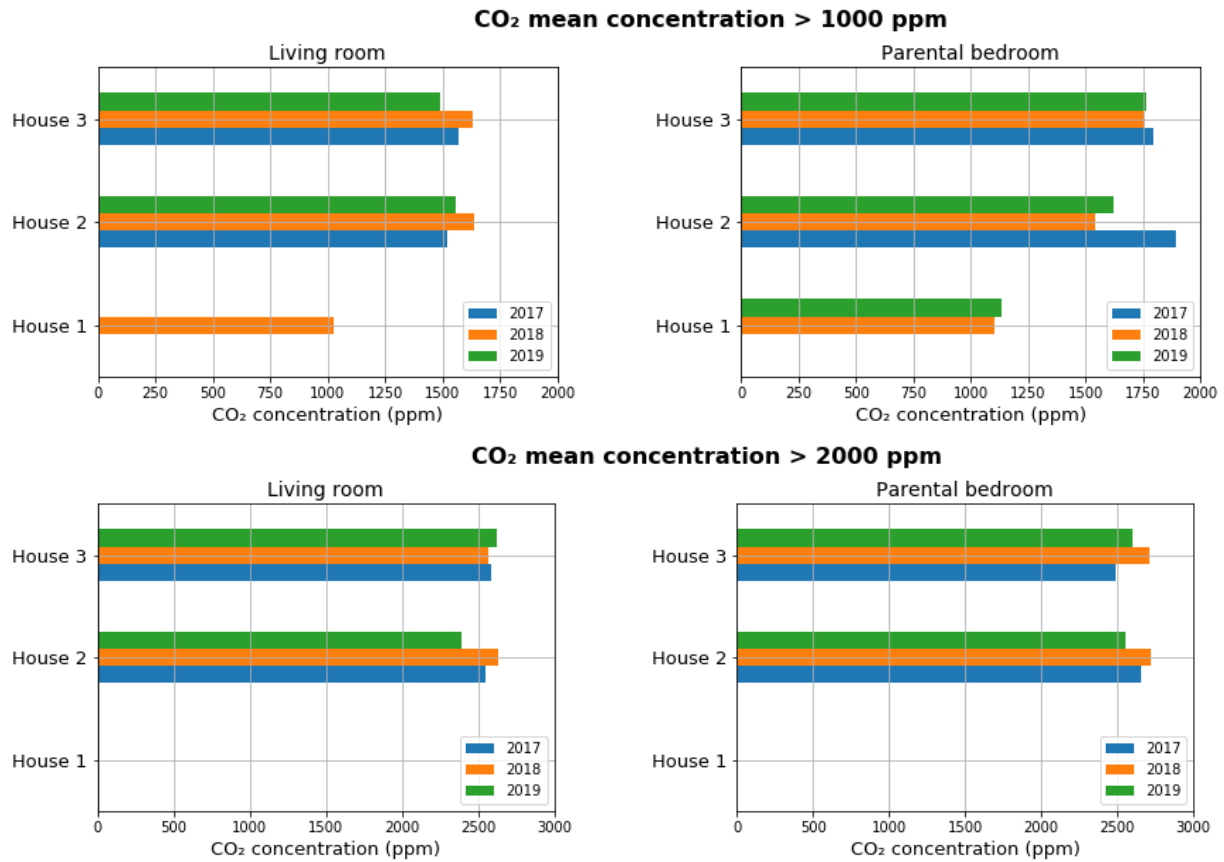 CO₂ mean concentration > 1000 ppm
Living room
House 3
House 2
House 1
2017
2018
2019
0 250 500 750 1000 1250 1500 1750 2000
CO₂ concentration (ppm)
Parental bedroom
House 3
House 2
House 1
2017
2018
2019
0 250 500 750 1000 1250 1500 1750 2000
CO₂ concentration (ppm)
CO₂ mean concentration > 2000 ppm
Living room
House 3
House 2
House 1
2017
2018
2019
0 500 1000 1500 2000 2500 3000
CO₂ concentration (ppm)
Parental bedroom
House 3
House 2
House 1
2017
2018
2019
0 500 1000 1500 2000 2500 3000
CO₂ concentration (ppm)